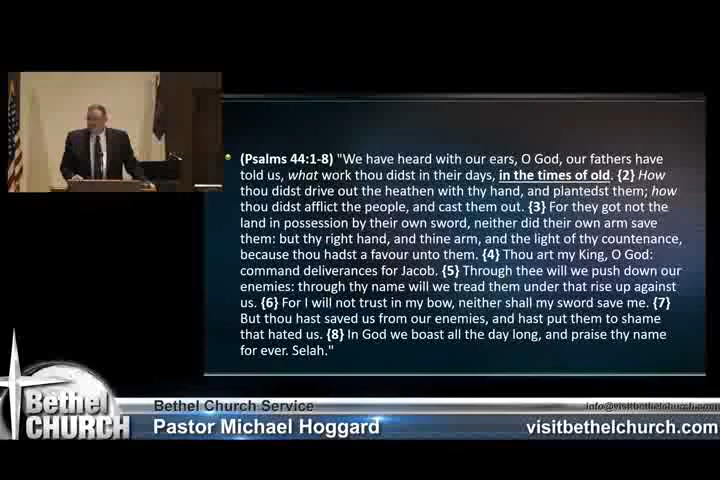 (Psalms 44:1-8) "We have heard with our ears, O God, our fathers have
told us, what work thou didst in their days, in the times of old. {2} How
thou didst drive out the heathen with thy hand, and plantedst them; how
thou didst afflict the people, and cast them out. {3} For they got not the
land in possession by their own sword, neither did their own arm save
them: but thy right hand, and thine arm, and the light of thy countenance,
because thou hadst a favour unto them. {4} Thou art my King, O God:
command deliverances for Jacob. {5} Through thee will we push down our
enemies: through thy name will we tread them under that rise up against
us. {6} For I will not trust in my bow, neither shall my sword save me. {7}
But thou hast saved us from our enemies, and hast put them to shame
that hated us. {8} In God we boast all the day long, and praise thy name
for ever. Selah."
Bethel
CHURCH
Bethel Church Service
info@visitbethelchurch.com
Pastor Michael Hoggard
visitbethelchurch.com